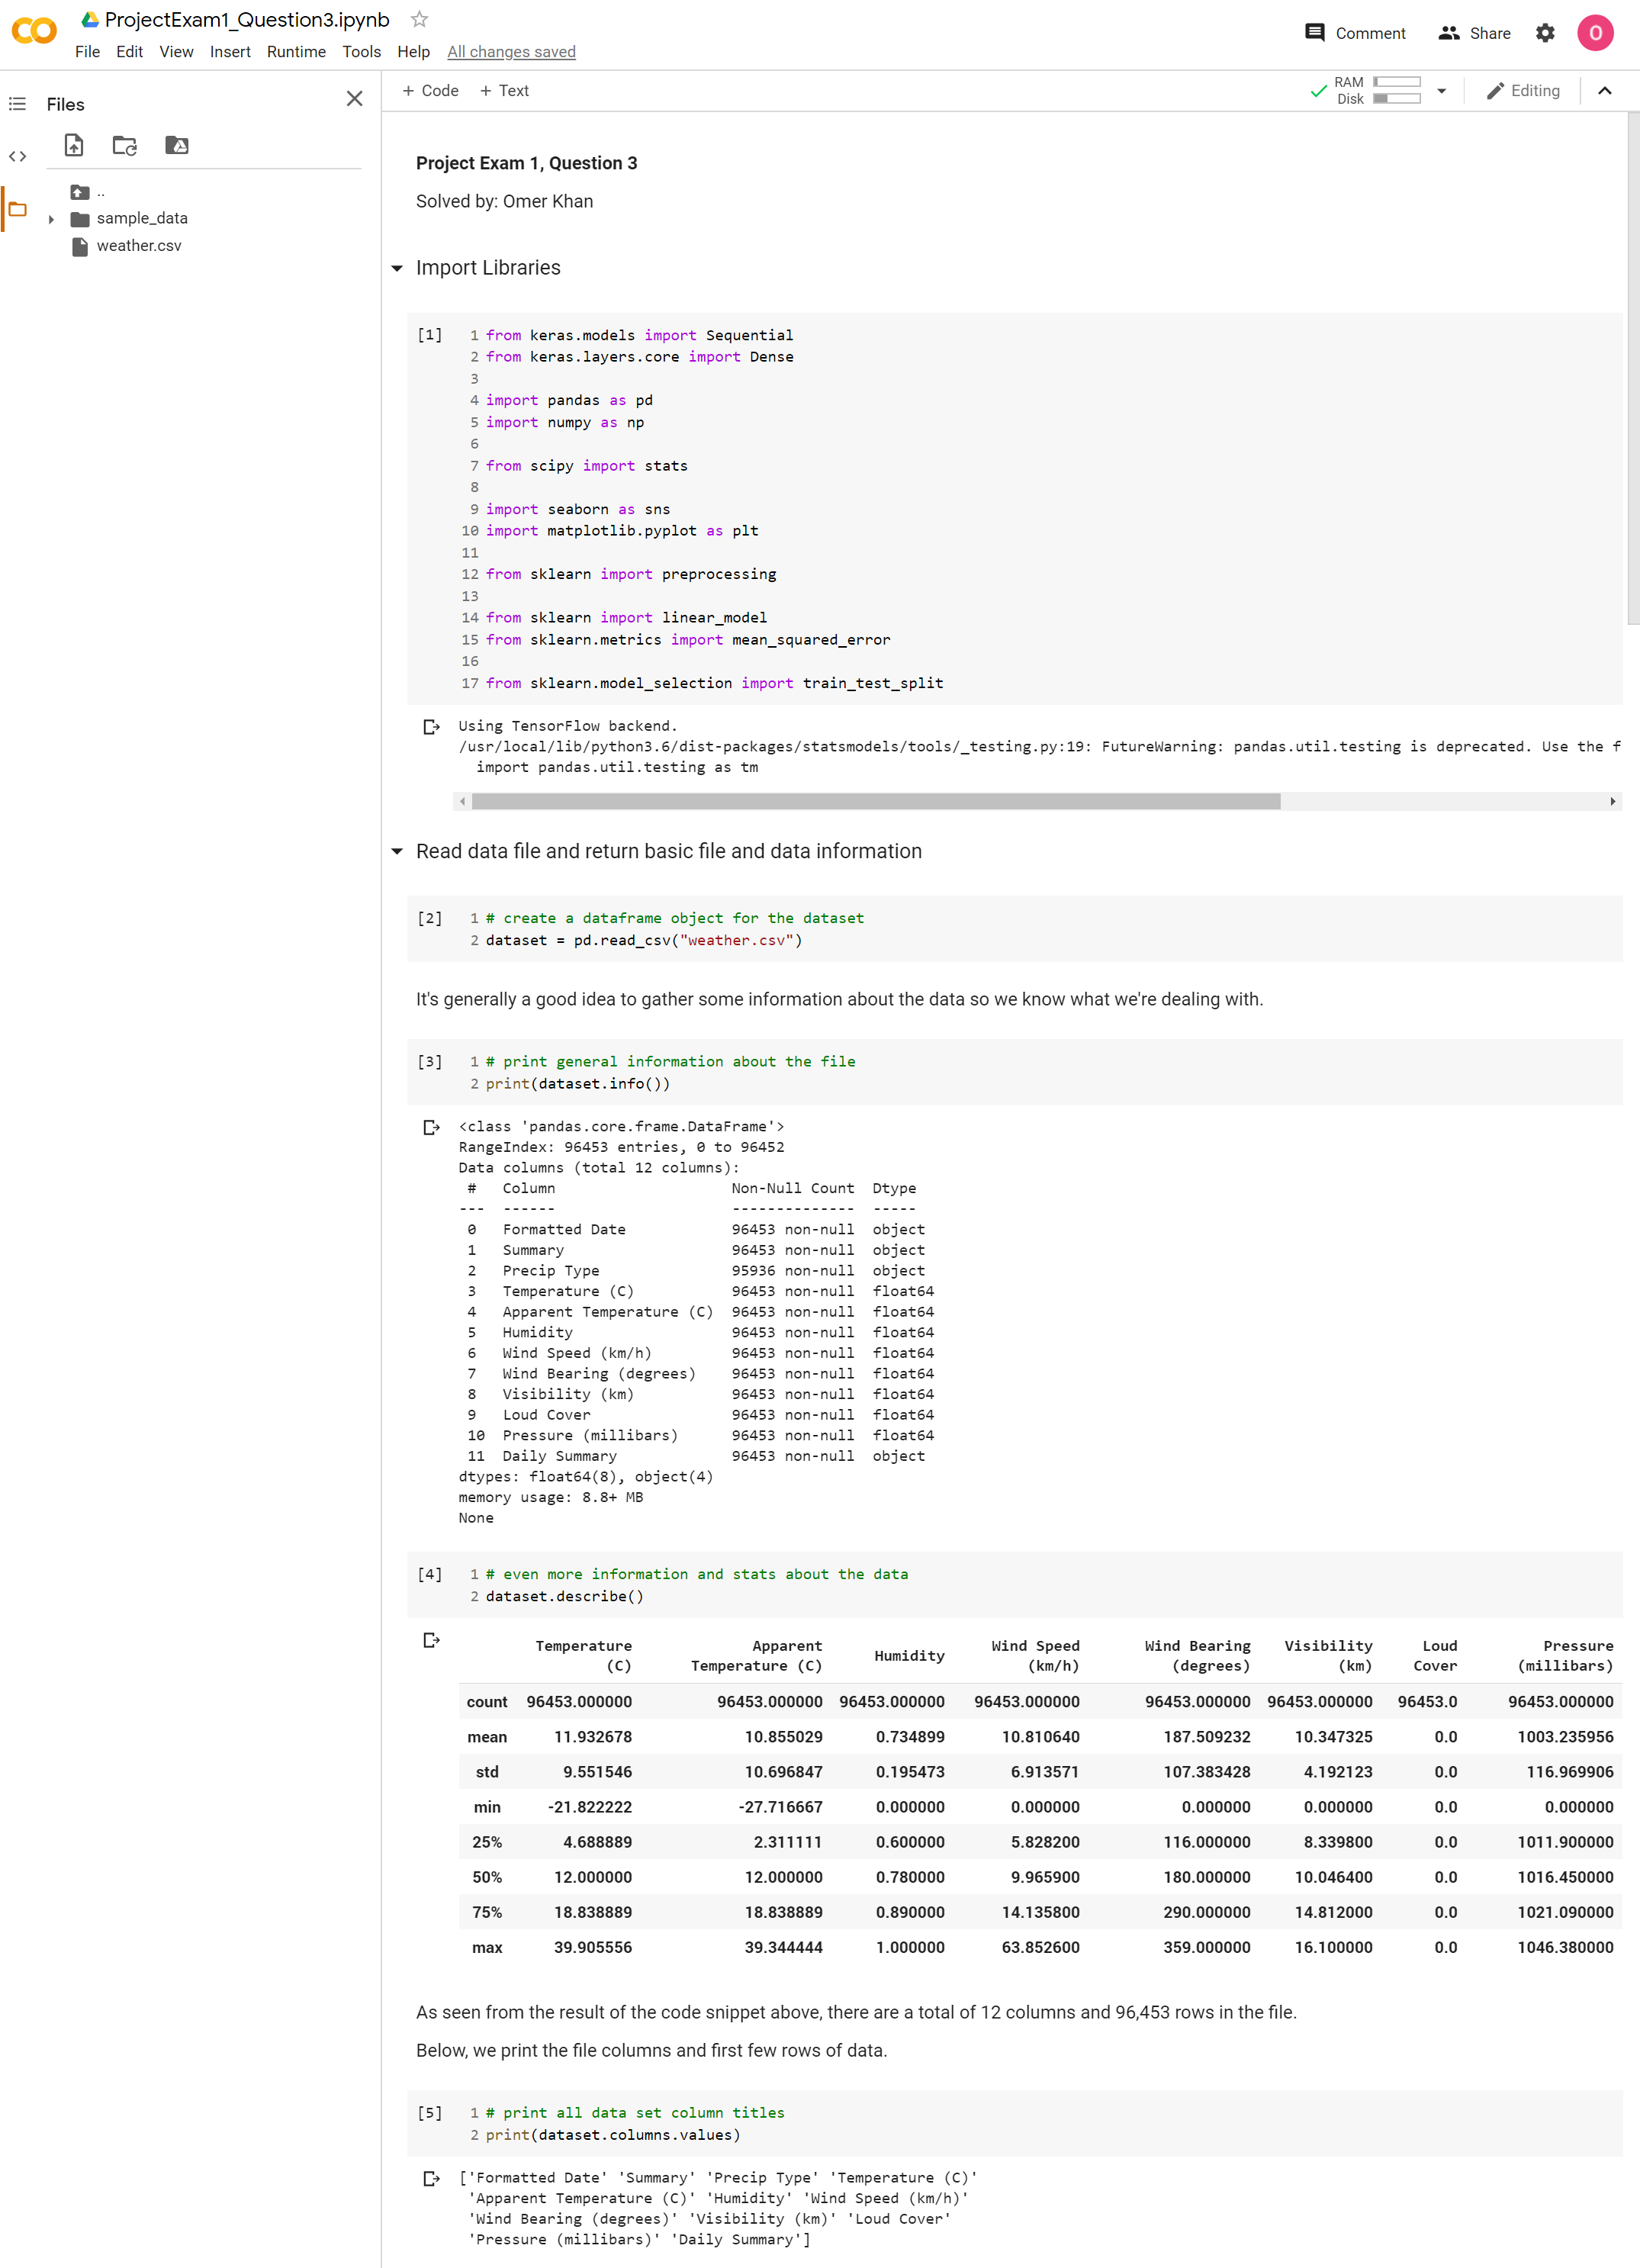 ProjectExam1_Question3.ipynb
File Edit View Insert Runtime Tools Help All changes saved
Comment Share O
Files
+ Code + Text
RAM
Disk
Editing
..
sample_data
weather.csv
Project Exam 1, Question 3
Solved by: Omer Khan
Import Libraries
[1] 1 from keras.models import Sequential
2 from keras.layers.core import Dense
3
4 import pandas as pd
5 import numpy as np
6
7 from scipy import stats
8
9 import seaborn as sns
10 import matplotlib.pyplot as plt
11
12 from sklearn import preprocessing
13
14 from sklearn import linear_model
15 from sklearn.metrics import mean_squared_error
16
17 from sklearn.model_selection import train_test_split
Using TensorFlow backend.
/usr/local/lib/python3.6/dist-packages/statsmodels/tools/_testing.py:19: FutureWarning: pandas.util.testing is deprecated. Use the f
import pandas.util.testing as tm
Read data file and return basic file and data information
[2] 1 # create a dataframe object for the dataset
2 dataset = pd.read_csv("weather.csv")
It's generally a good idea to gather some information about the data so we know what we're dealing with.
[3] 1 # print general information about the file
2 print(dataset.info())
<class 'pandas.core.frame.DataFrame'>
RangeIndex: 96453 entries, 0 to 96452
Data columns (total 12 columns):
# Column Non-Null Count Dtype
--- ------ -------------- -----
0 Formatted Date 96453 non-null object
1 Summary 96453 non-null object
2 Precip Type 95936 non-null object
3 Temperature (C) 96453 non-null float64
4 Apparent Temperature (C) 96453 non-null float64
5 Humidity 96453 non-null float64
6 Wind Speed (km/h) 96453 non-null float64
7 Wind Bearing (degrees) 96453 non-null float64
8 Visibility (km) 96453 non-null float64
9 Loud Cover 96453 non-null float64
10 Pressure (millibars) 96453 non-null float64
11 Daily Summary 96453 non-null object
dtypes: float64(8), object(4)
memory usage: 8.8+ MB
None
[4] 1 # even more information and stats about the data
2 dataset.describe()
Temperature Apparent Humidity Wind Speed Wind Bearing Visibility Loud Pressure
(C) Temperature (C) (km/h) (degrees) (km) Cover (millibars)
count 96453.000000 96453.000000 96453.000000 96453.000000 96453.000000 96453.000000 96453.0 96453.000000
mean 11.932678 10.855029 0.734899 10.810640 187.509232 10.347325 0.0 1003.235956
std 9.551546 10.696847 0.195473 6.913571 107.383428 4.192123 0.0 116.969906
min -21.822222 -27.716667 0.000000 0.000000 0.000000 0.000000 0.0 0.000000
25% 4.688889 2.311111 0.600000 5.828200 116.000000 8.339800 0.0 1011.900000
50% 12.000000 12.000000 0.780000 9.965900 180.000000 10.046400 0.0 1016.450000
75% 18.838889 18.838889 0.890000 14.135800 290.000000 14.812000 0.0 1021.090000
max 39.905556 39.344444 1.000000 63.852600 359.000000 16.100000 0.0 1046.380000
As seen from the result of the code snippet above, there are a total of 12 columns and 96,453 rows in the file.
Below, we print the file columns and first few rows of data.
[5] 1 # print all data set column titles
2 print(dataset.columns.values)
['Formatted Date' 'Summary' 'Precip Type' 'Temperature (C)'
'Apparent Temperature (C)' 'Humidity' 'Wind Speed (km/h)'
'Wind Bearing (degrees)' 'Visibility (km)' 'Loud Cover'
'Pressure (millibars)' 'Daily Summary']